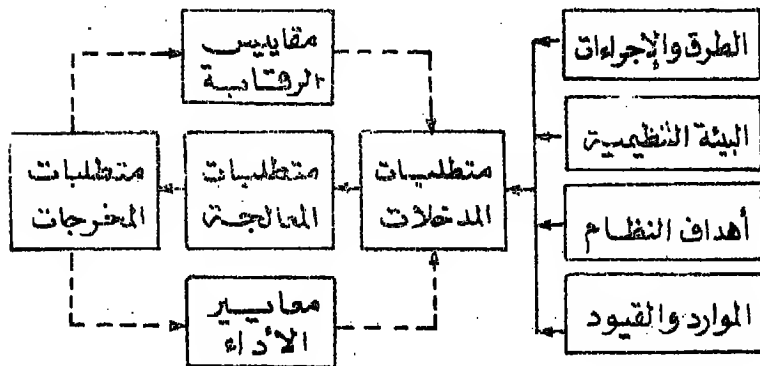 الطرق والإجراءات
البيئة التنظيمية
أهداف النظام
الموارد والقيود
مقاييس
الرقابة
متطلبات
المدخلات
متطلبات
المعالجة
متطلبات
المخرجات
معايير
الأداء